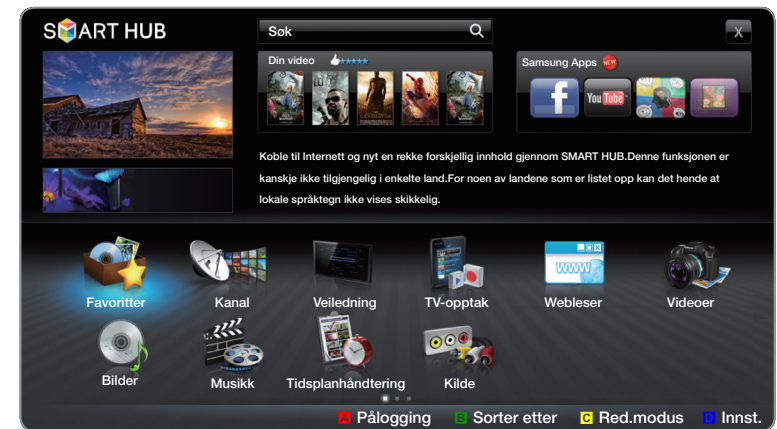 SMART HUB
Søk
X
Din video
Samsung Apps NEW
ELI
You Tube
Koble til Internett og nyt en rekke forskjellig innhold gjennom SMART HUB.Denne funksjonen er
kanskje ikke tilgjengelig i enkelte land.For noen av landene som er listet opp kan det hende at
lokale språktegn ikke vises skikkelig.
www
Favoritter
Kanal
Veiledning
TV-opptak
Webleser
Videoer
Bilder
Musikk
Tidsplanhåndtering
Kilde
A Pålogging B Sorter etter C Red.modus D Innst.